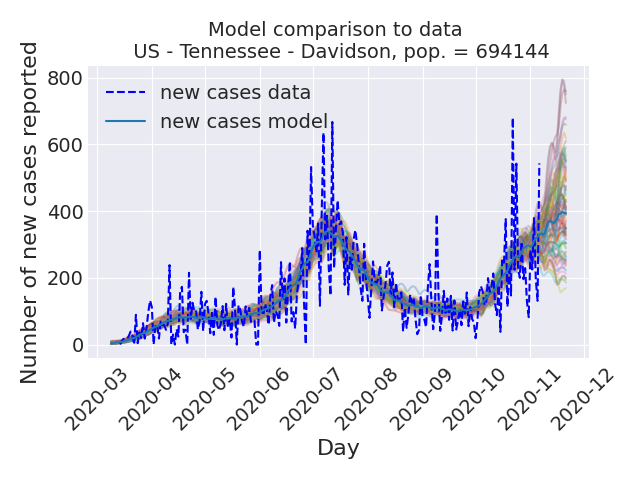 Model comparison to data
US - Tennessee - Davidson, pop. = 694144
Number of new cases reported
800
600
400
200
0
new cases data
new cases model
2020-03
2020-04
2020-05
2020-06
2020-07
2020-08
2020-09
2020-10
2020-11
2020-12
Day